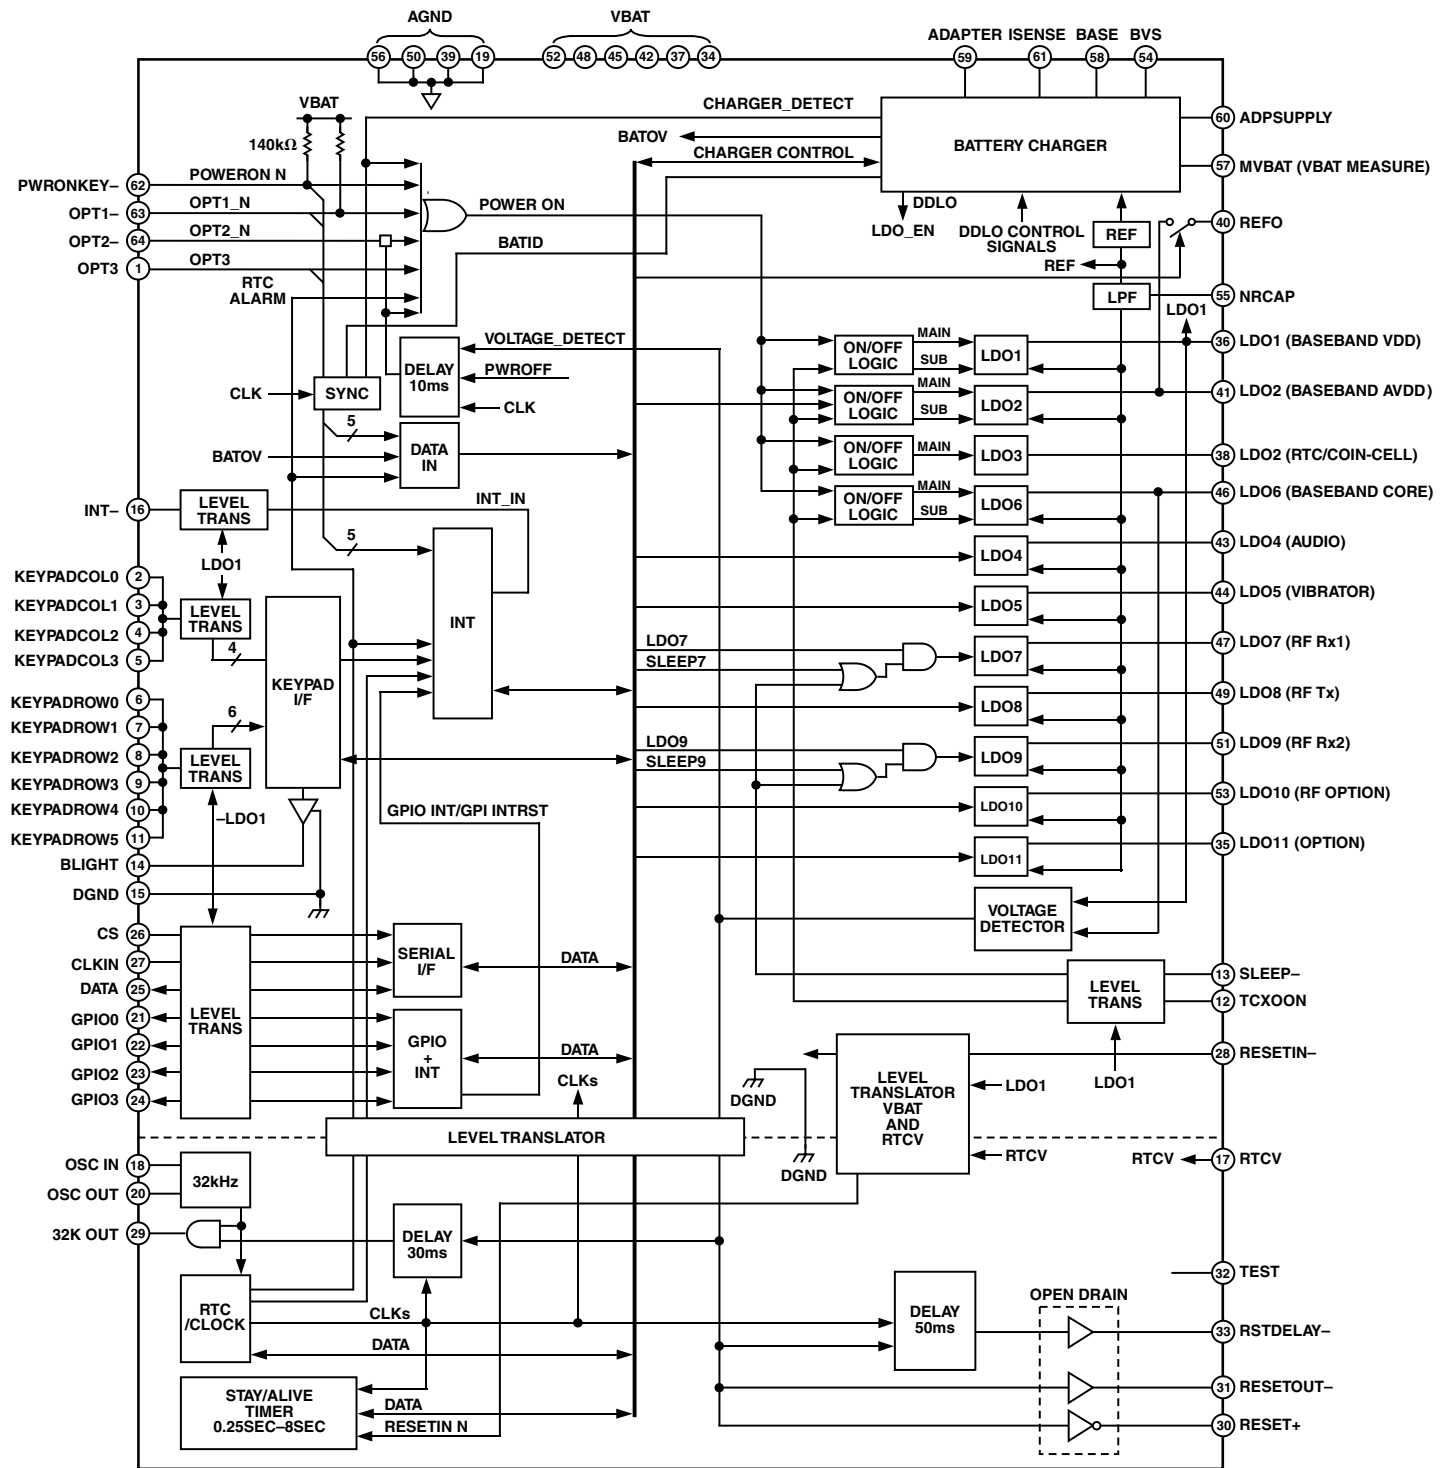 AGND
VBAT
56 50 39 19
52 48 45 42 37 34
ADAPTER ISENSE BASE BVS
59 61 58 54
VBAT
140kΩ
CHARGER_DETECT
BATOV
CHARGER CONTROL
BATTERY CHARGER
60 ADPSUPPLY
57 MVBAT (VBAT MEASURE)
PWRONKEY– 62 POWERON N
OPT1– 63 OPT1_N
OPT2– 64 OPT2_N
OPT3 1 OPT3
RTC
ALARM
POWER ON
BATID
DDLO
LDO_EN
DDLO CONTROL
SIGNALS
REF
REF
LPF
40 REFO
55 NRCAP
LDO1
VOLTAGE_DETECT
DELAY
10ms
PWROFF
CLK
CLK
SYNC
5
BATOV
DATA
IN
ON/OFF
LOGIC
MAIN
SUB
LDO1
36 LDO1 (BASEBAND VDD)
ON/OFF
LOGIC
MAIN
SUB
LDO2
41 LDO2 (BASEBAND AVDD)
ON/OFF
LOGIC
MAIN
LDO3
38 LDO2 (RTC/COIN-CELL)
ON/OFF
LOGIC
MAIN
SUB
LDO6
46 LDO6 (BASEBAND CORE)
INT– 16
LEVEL
TRANS
INT_IN
5
LDO1
INT
LDO4
43 LDO4 (AUDIO)
LDO5
44 LDO5 (VIBRATOR)
KEYPADCOL0 2
KEYPADCOL1 3
KEYPADCOL2 4
KEYPADCOL3 5
LEVEL
TRANS
4
KEYPAD
I/F
LDO7
SLEEP7
LDO7
47 LDO7 (RF Rx1)
LDO8
49 LDO8 (RF Tx)
KEYPADROW0 6
KEYPADROW1 7
KEYPADROW2 8
KEYPADROW3 9
KEYPADROW4 10
KEYPADROW5 11
6
LEVEL
TRANS
–LDO1
LDO9
SLEEP9
LDO9
51 LDO9 (RF Rx2)
GPIO INT/GPI INTRST
LDO10
53 LDO10 (RF OPTION)
LDO11
35 LDO11 (OPTION)
BLIGHT 14
DGND 15
VOLTAGE
DETECTOR
CS 26
CLKIN 27
DATA 25
GPIO0 21
GPIO1 22
GPIO2 23
GPIO3 24
LEVEL
TRANS
SERIAL
I/F
DATA
GPIO
+
INT
DATA
CLKs
LEVEL
TRANS
13 SLEEP–
12 TCXOON
LDO1
DGND
DGND
LEVEL
TRANSLATOR
VBAT
AND
RTCV
LDO1
RTCV
28 RESETIN–
LEVEL TRANSLATOR
RTCV
17 RTCV
OSC IN 18
OSC OUT 20
32kHz
32K OUT 29
DELAY
30ms
RTC
/CLOCK
CLKs
DATA
STAY/ALIVE
TIMER
0.25SEC–8SEC
DATA
RESETIN N
DELAY
50ms
OPEN DRAIN
32 TEST
33 RSTDELAY–
31 RESETOUT–
30 RESET+